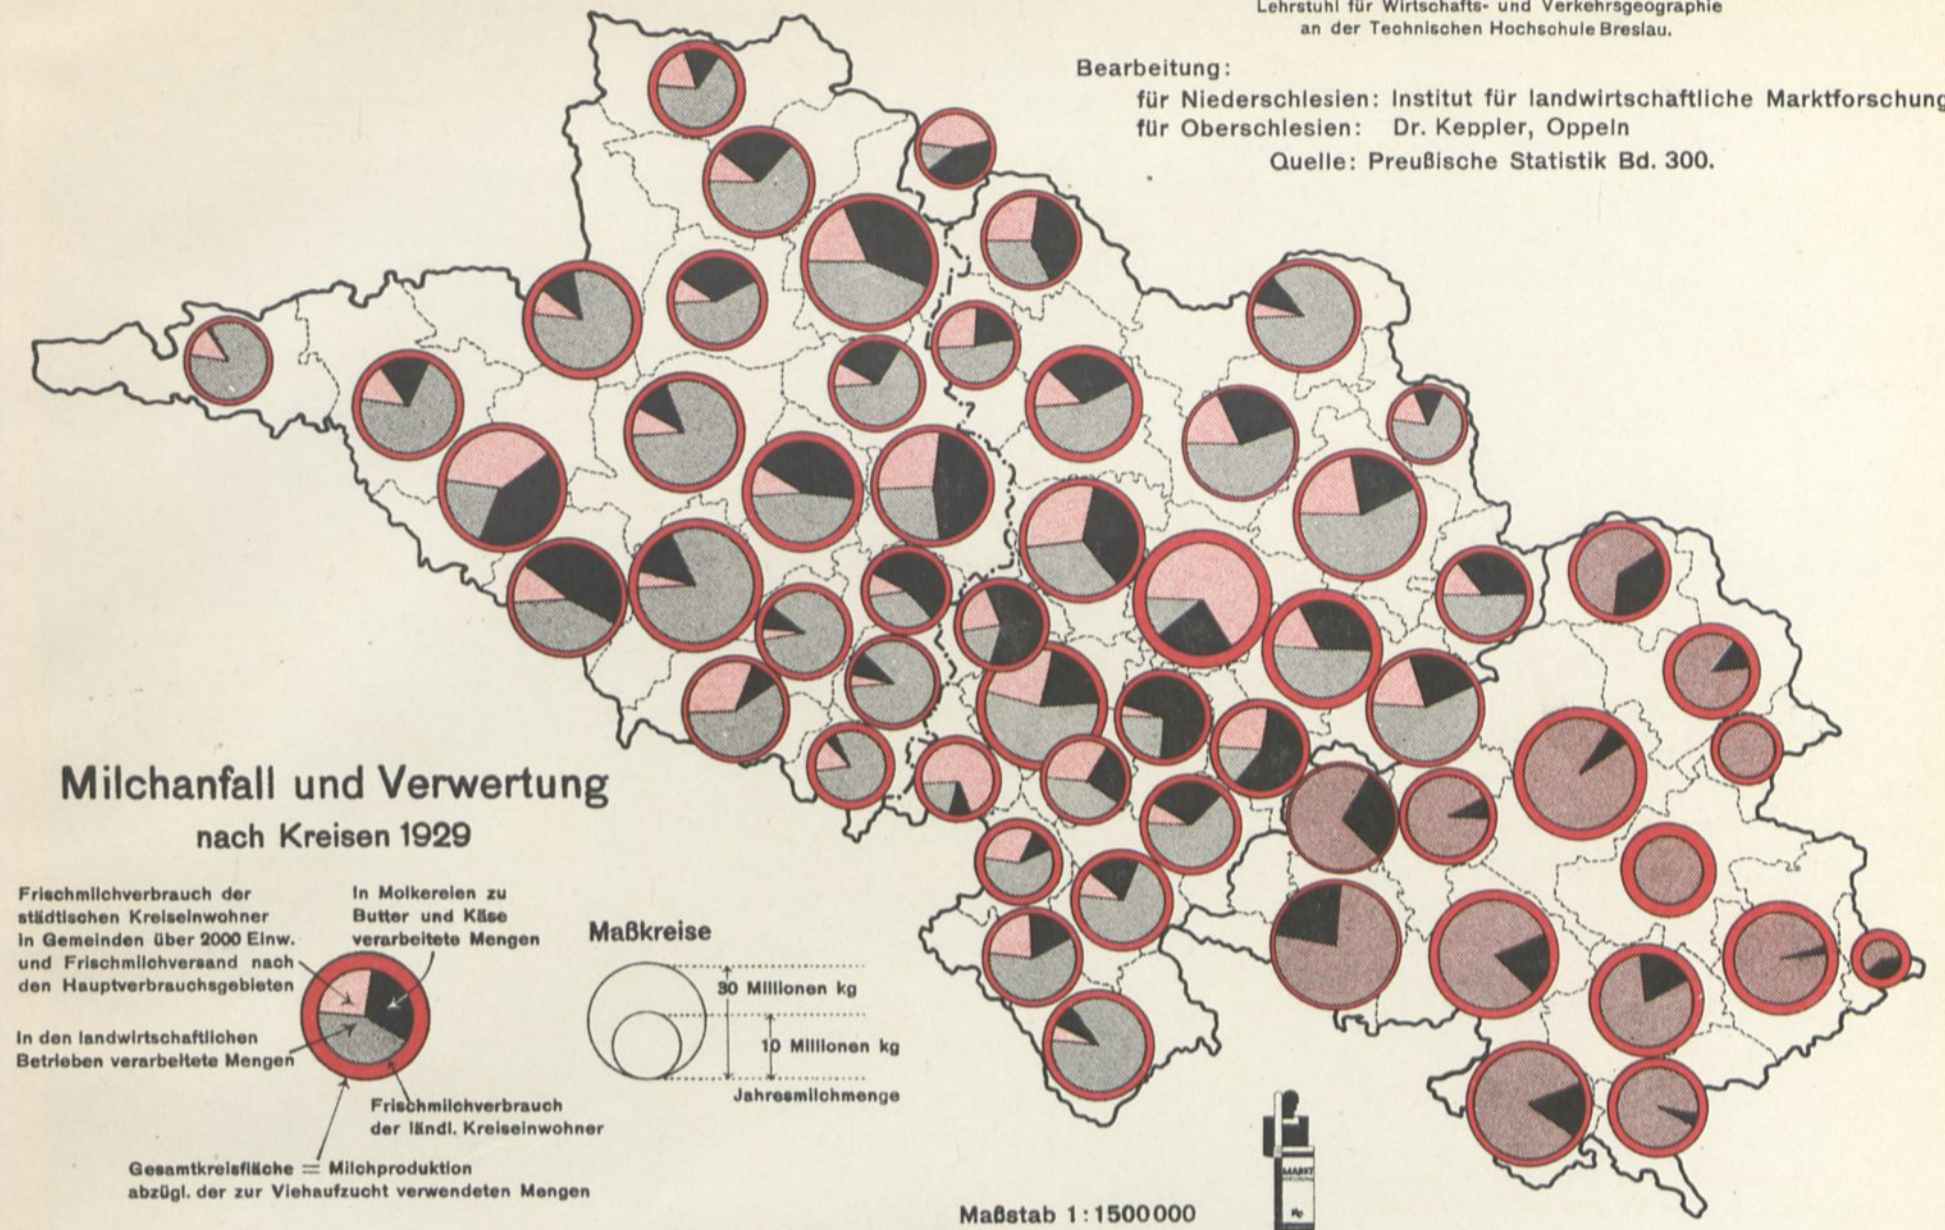 Lehrstuhl für Wirtschafts- und Verkehrsgeographie
an der Technischen Hochschule Breslau.
Bearbeitung:
für Niederschlesien: Institut für landwirtschaftliche Marktforschung
für Oberschlesien: Dr. Keppler, Oppeln
Quelle: Preußische Statistik Bd. 300.
Milchanfall und Verwertung
nach Kreisen 1929
Frischmilchverbrauch der
städtischen Kreiseinwohner
in Gemeinden über 2000 Einw.
und Frischmilchversand nach
den Hauptverbrauchsgebieten
In Molkereien zu
Butter und Käse
verarbeitete Mengen
In den landwirtschaftlichen
Betrieben verarbeitete Mengen
Frischmilchverbrauch
der ländl. Kreiseinwohner
Gesamtkreisfläche = Milchproduktion
abzügl. der zur Viehaufzucht verwendeten Mengen
Maßkreise
30 Millionen kg
10 Millionen kg
Jahresmilchmenge
Maßstab 1:1500000
MARKT